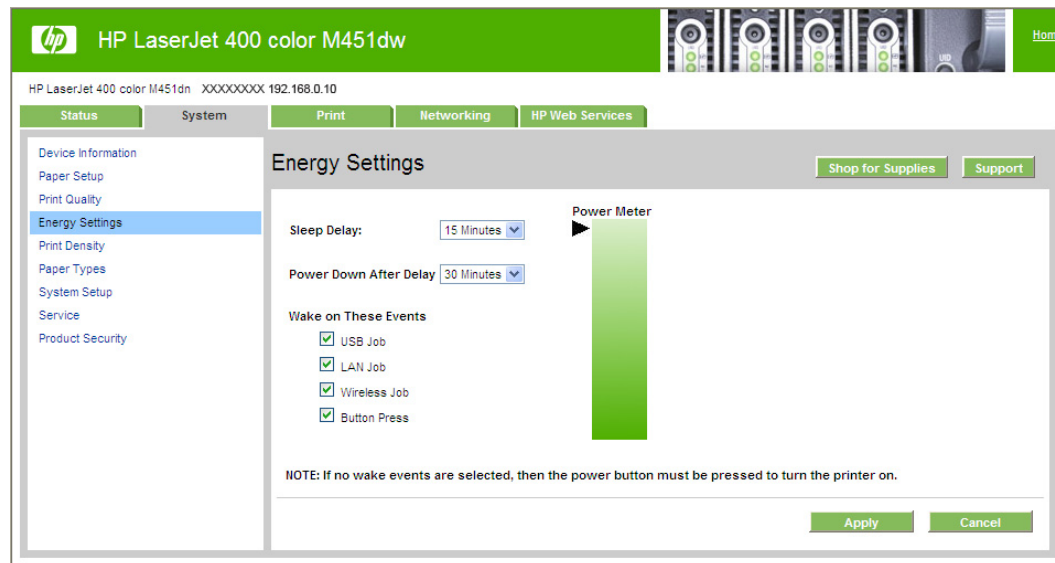 hp HP LaserJet 400 color M451dw
UID
HP LaserJet 400 color M451dn XXXXXXXX 192.168.0.10
Status System Print Networking HP Web Services
Device Information
Paper Setup
Print Quality
Energy Settings
Print Density
Paper Types
System Setup
Service
Product Security
Energy Settings
Shop for Supplies Support
Power Meter
Sleep Delay: 15 Minutes
Power Down After Delay 30 Minutes
Wake on These Events
USB Job
LAN Job
Wireless Job
Button Press
NOTE: If no wake events are selected, then the power button must be pressed to turn the printer on.
Apply Cancel